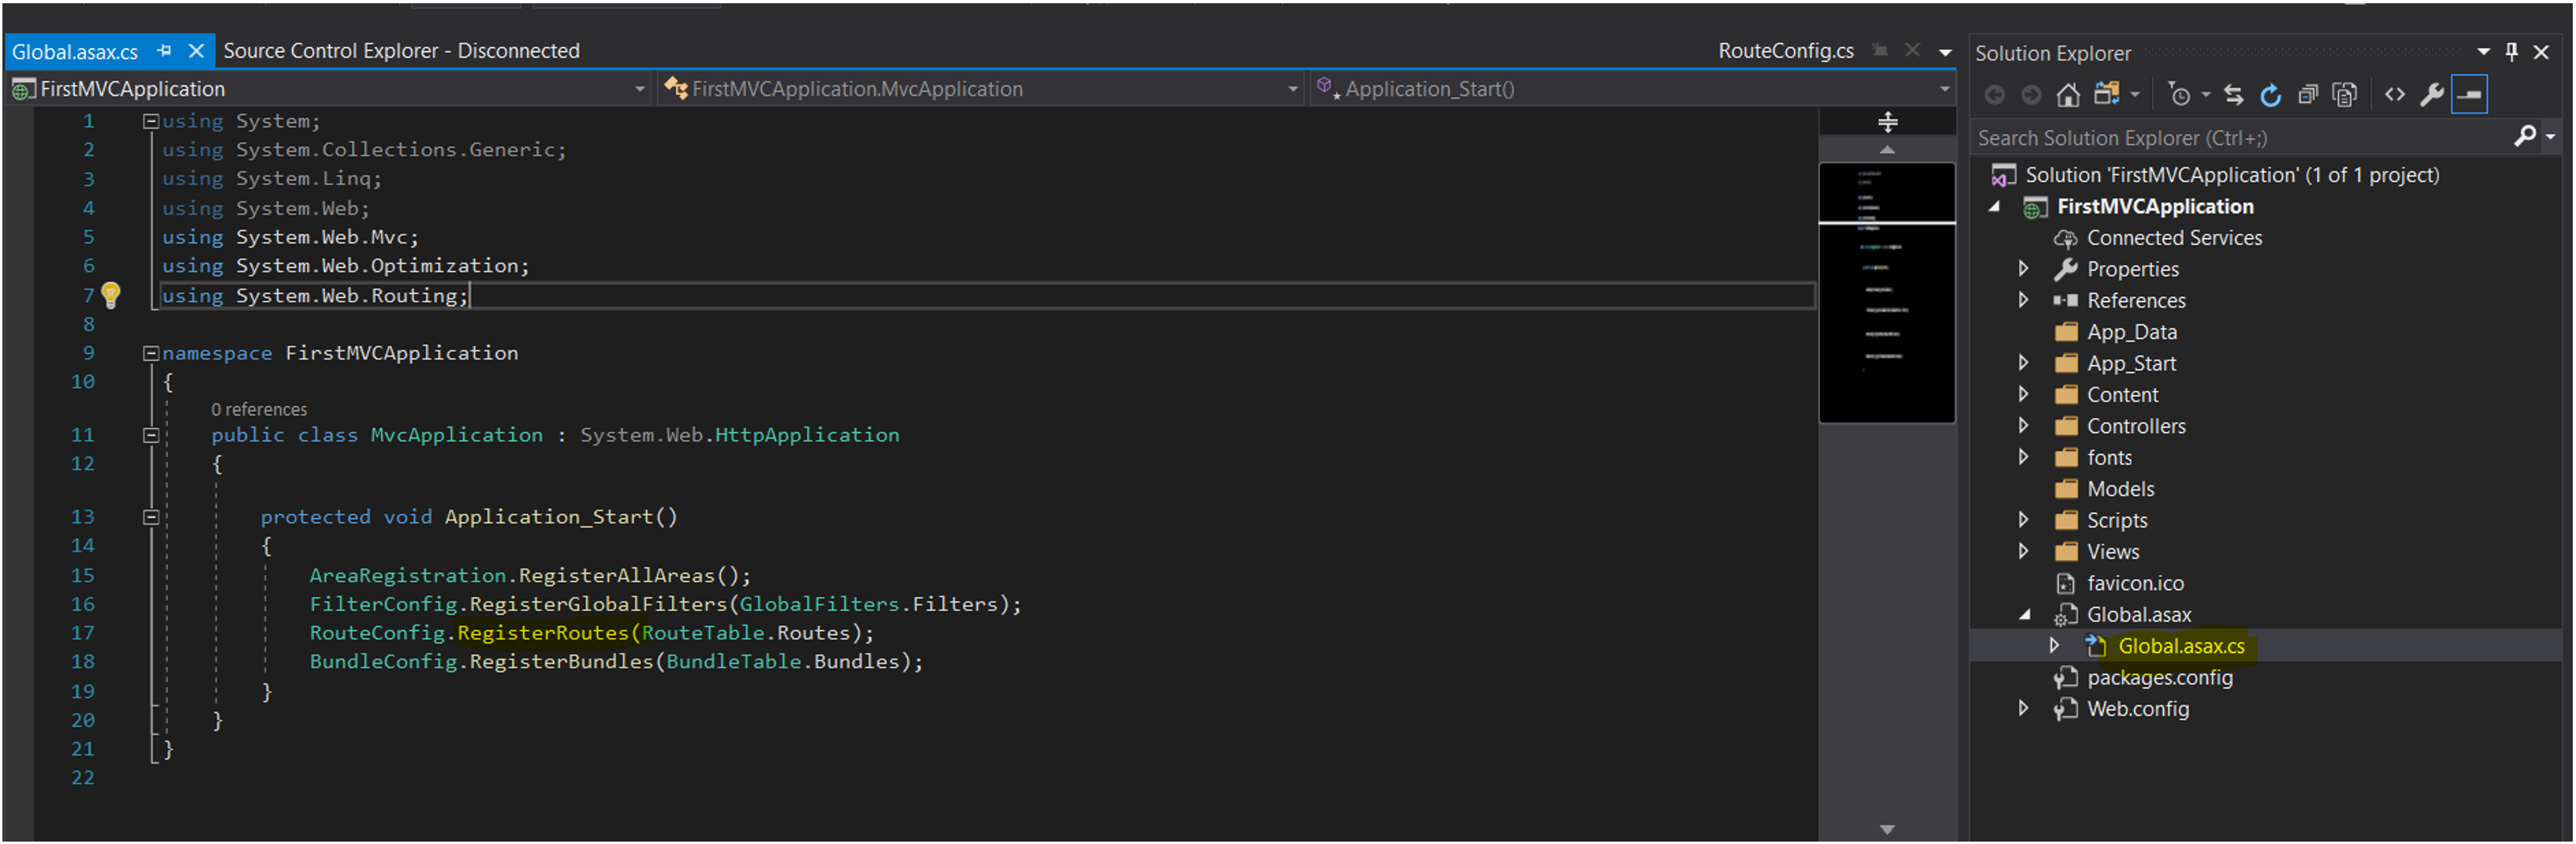 Global.asax.cs
Source Control Explorer - Disconnected
RouteConfig.cs
FirstMVCApplication
FirstMVCApplication.MvcApplication
Application_Start()
1 using System;
2 using System.Collections.Generic;
3 using System.Linq;
4 using System.Web;
5 using System.Web.Mvc;
6 using System.Web.Optimization;
7 using System.Web.Routing;
8
9 namespace FirstMVCApplication
10 {
0 references
11 public class MvcApplication : System.Web.HttpApplication
12 {
13 protected void Application_Start()
14 {
15 AreaRegistration.RegisterAllAreas();
16 FilterConfig.RegisterGlobalFilters(GlobalFilters.Filters);
17 RouteConfig.RegisterRoutes(RouteTable.Routes);
18 BundleConfig.RegisterBundles(BundleTable.Bundles);
19 }
20 }
21 }
22
Solution Explorer
Search Solution Explorer (Ctrl+;)
Solution 'FirstMVCApplication' (1 of 1 project)
FirstMVCApplication
Connected Services
Properties
References
App_Data
App_Start
Content
Controllers
fonts
Models
Scripts
Views
favicon.ico
Global.asax
Global.asax.cs
packages.config
Web.config